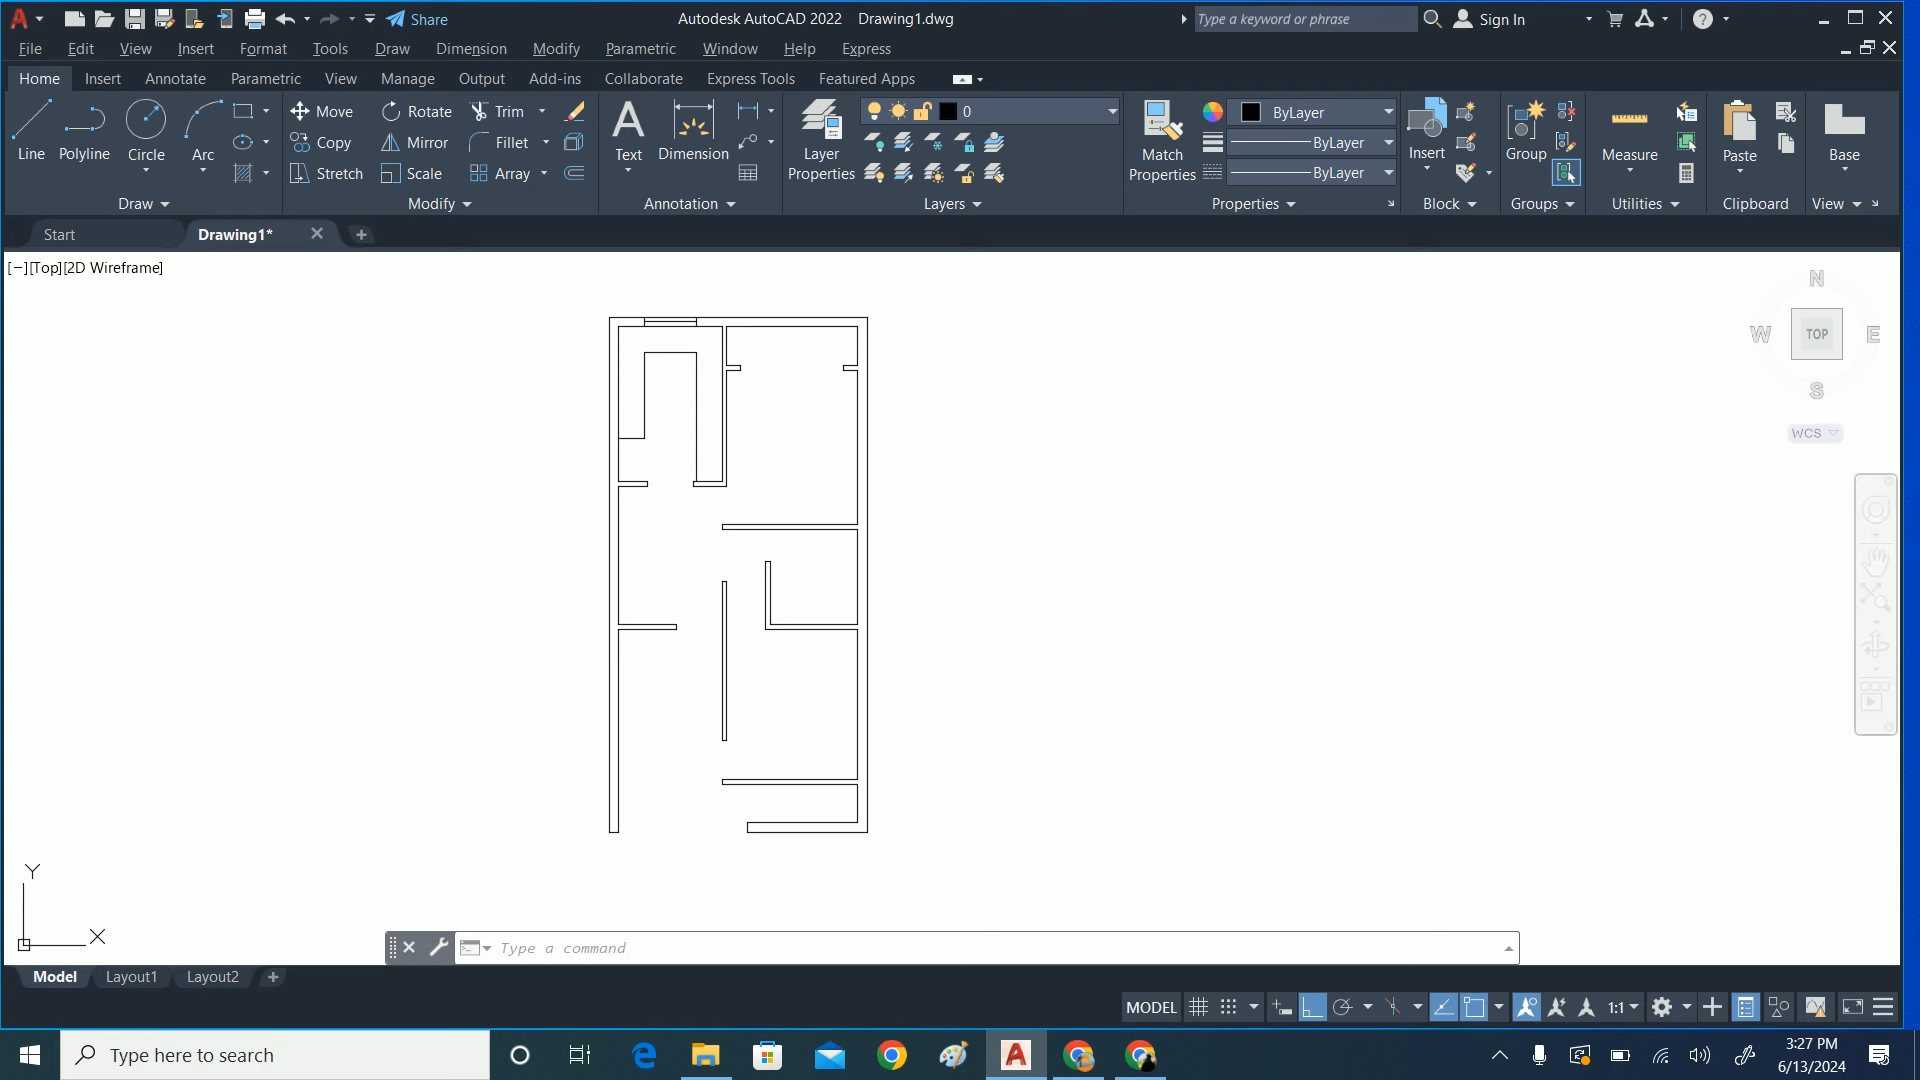 Share
Autodesk AutoCAD 2022 Drawing1.dwg
Type a keyword or phrase
Sign In
File Edit View Insert Format Tools Draw Dimension Modify Parametric Window Help Express
Home Insert Annotate Parametric View Manage Output Add-ins Collaborate Express Tools Featured Apps
Line Polyline Circle Arc
Move Rotate Trim
Copy Mirror Fillet
Stretch Scale Array
Text Dimension
Layer Properties
0
Match Properties
ByLayer
ByLayer
ByLayer
Insert
Group
Measure
Paste
Base
Draw Modify Annotation Layers Properties Block Groups Utilities Clipboard View
Start Drawing1*
[−][Top][2D Wireframe]
N
W TOP E
S
WCS
Y
X
Type a command
Model Layout1 Layout2
MODEL 1:1
Type here to search
3:27 PM
6/13/2024